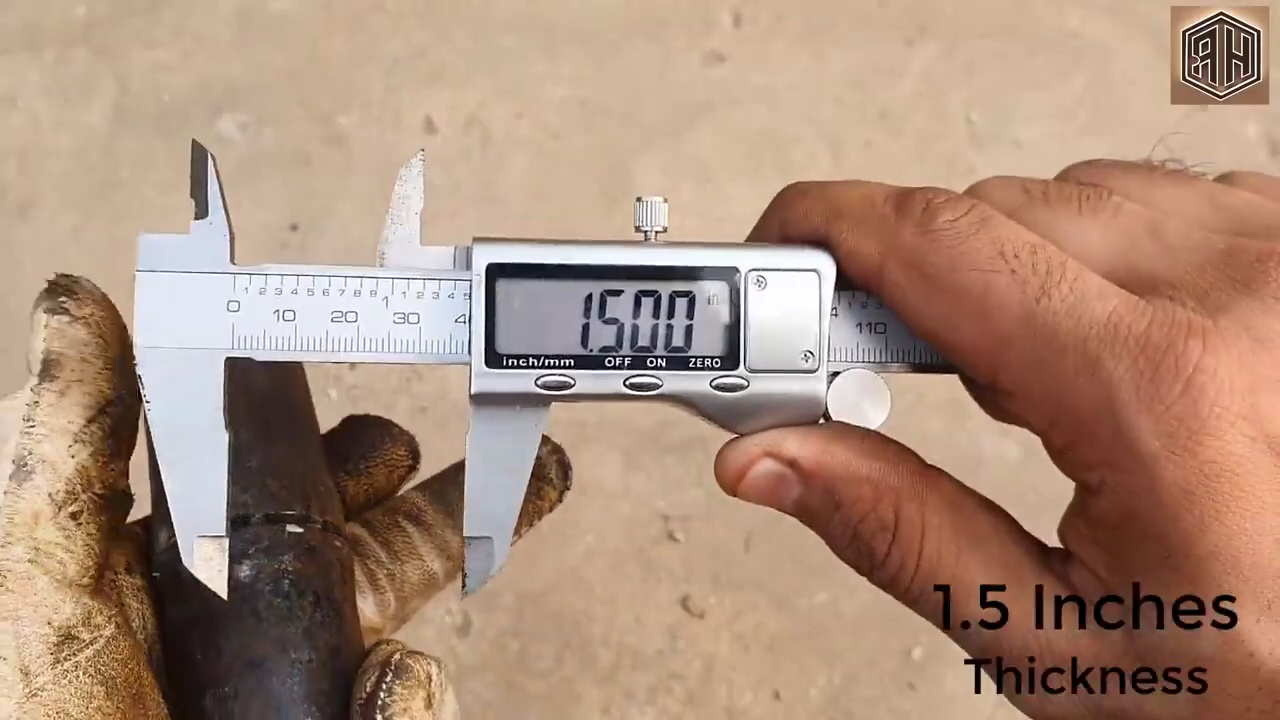 RH
1 2 3 4 5 6 7 8 9 1 1 2 3 4 5
0 10 20 30
1.500 in
inch/mm OFF ON ZERO
110
1.5 Inches
Thickness